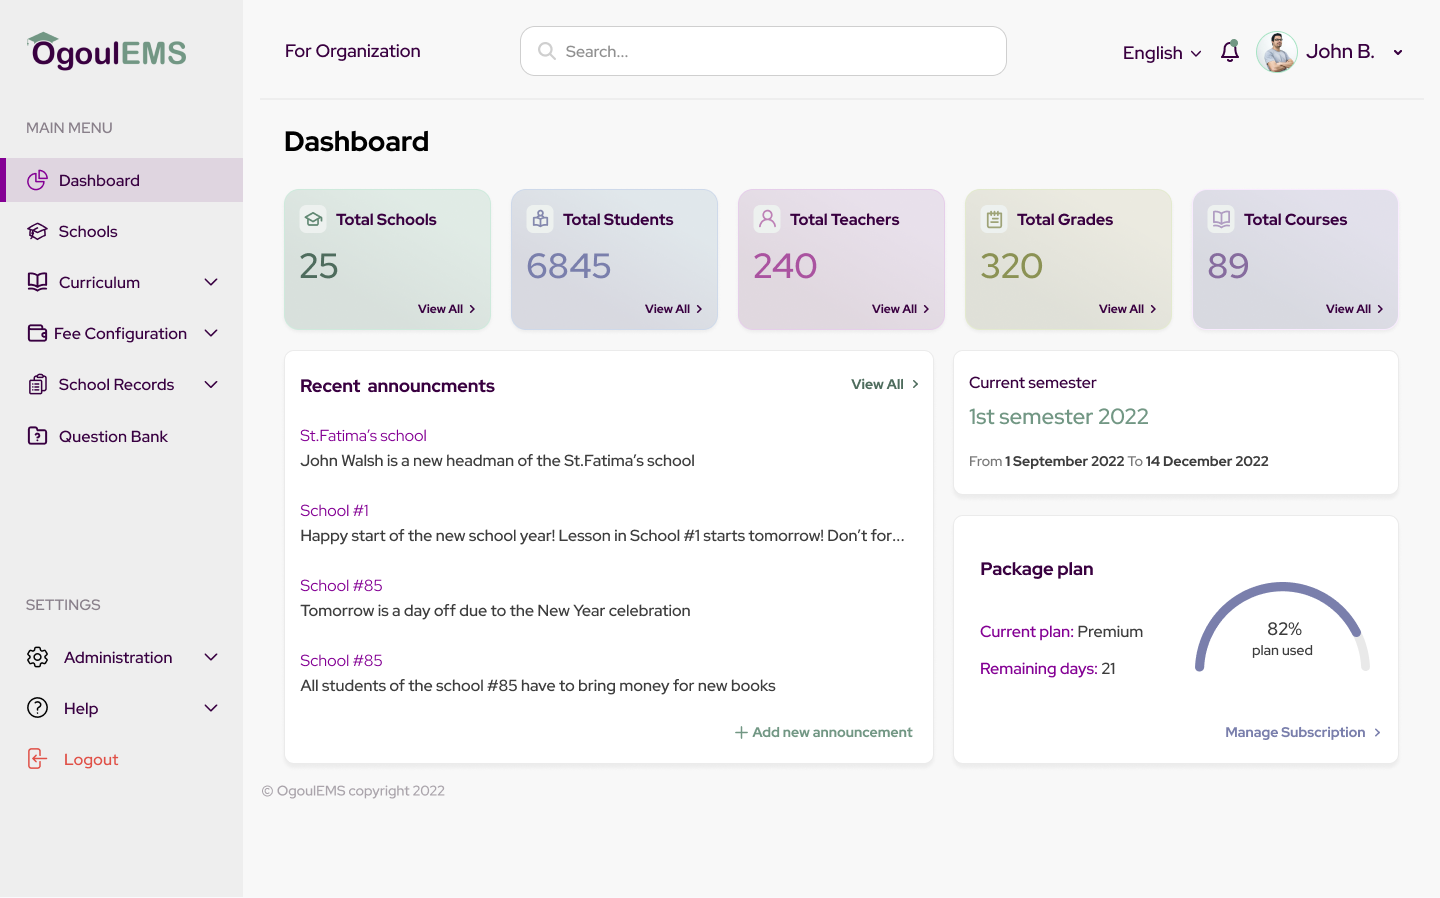 OgoulEMS
For Organization
Search...
English
John B.
MAIN MENU
Dashboard
Schools
Curriculum
Fee Configuration
School Records
Question Bank
SETTINGS
Administration
Help
Logout
Dashboard
Total Schools
25
View All
Total Students
6845
View All
Total Teachers
240
View All
Total Grades
320
View All
Total Courses
89
View All
Recent announcments
View All
St.Fatima's school
John Walsh is a new headman of the St.Fatima's school
School #1
Happy start of the new school year! Lesson in School #1 starts tomorrow! Don't for...
School #85
Tomorrow is a day off due to the New Year celebration
School #85
All students of the school #85 have to bring money for new books
Add new announcement
Current semester
1st semester 2022
From 1 September 2022 To 14 December 2022
Package plan
Current plan: Premium
Remaining days: 21
82%
plan used
Manage Subscription
© OgoulEMS copyright 2022